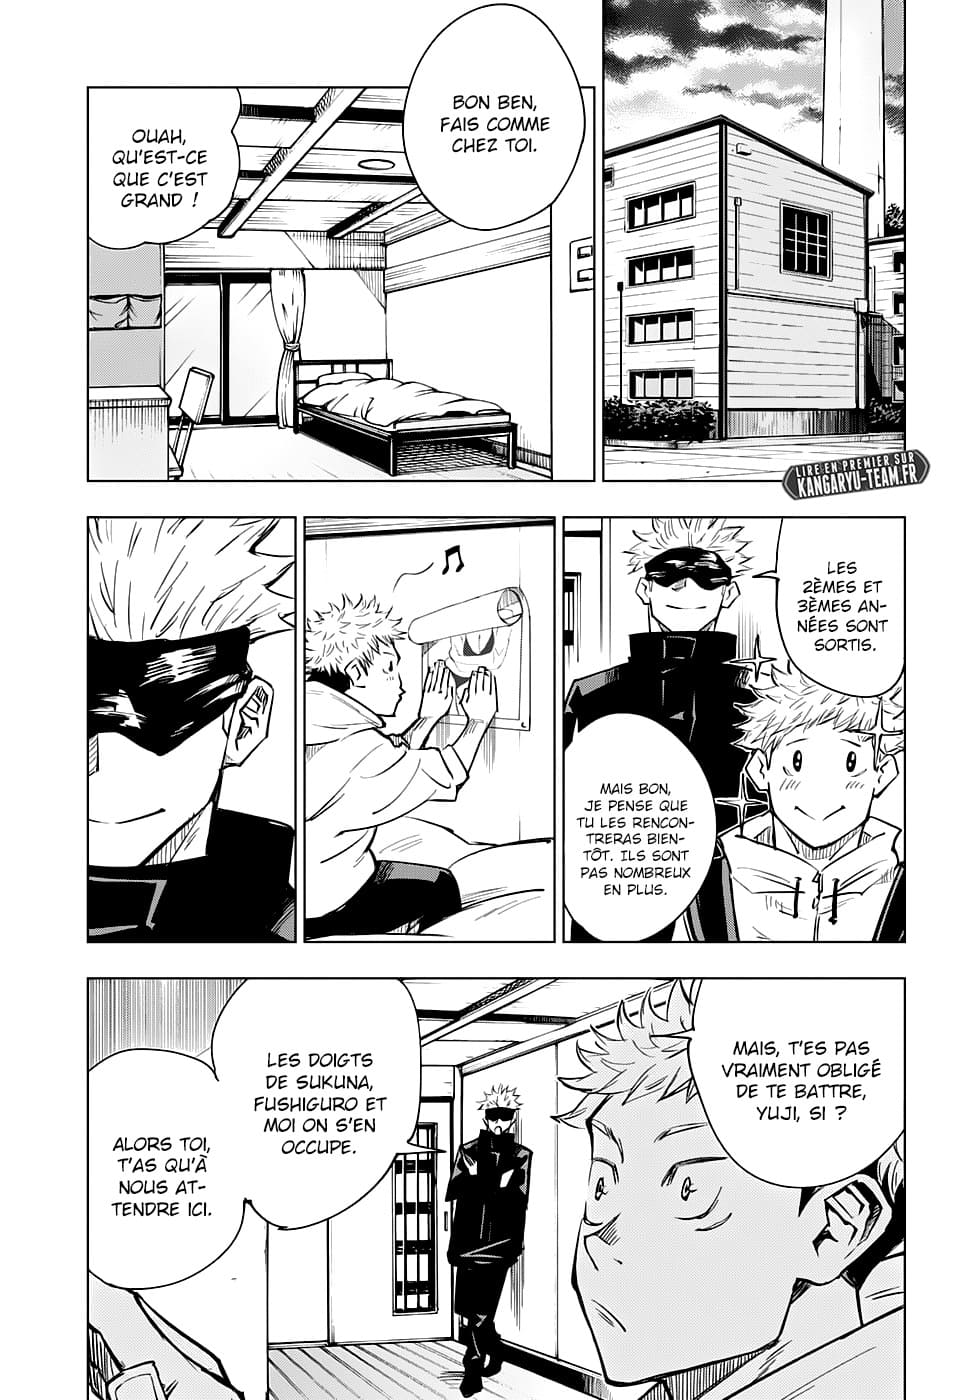 BON BEN,
FAIS COMME
CHEZ TOI.
OUAH,
QU'EST-CE
QUE C'EST
GRAND !
LIRE EN PREMIER SUR
KANGARYU-TEAM.FR
LES
2ÈMES ET
3ÈMES AN-
NÉES SONT
SORTIS.
MAIS BON,
JE PENSE QUE
TU LES RENCON-
TRERAS BIEN-
TÔT. ILS SONT
PAS NOMBREUX
EN PLUS.
MAIS, T'ES PAS
VRAIMENT OBLIGÉ
DE TE BATTRE,
YUJI, SI ?
LES DOIGTS
DE SUKUNA,
FUSHIGURO ET
MOI ON S'EN
OCCUPE.
ALORS TOI,
T'AS QU'À
NOUS AT-
TENDRE ICI.